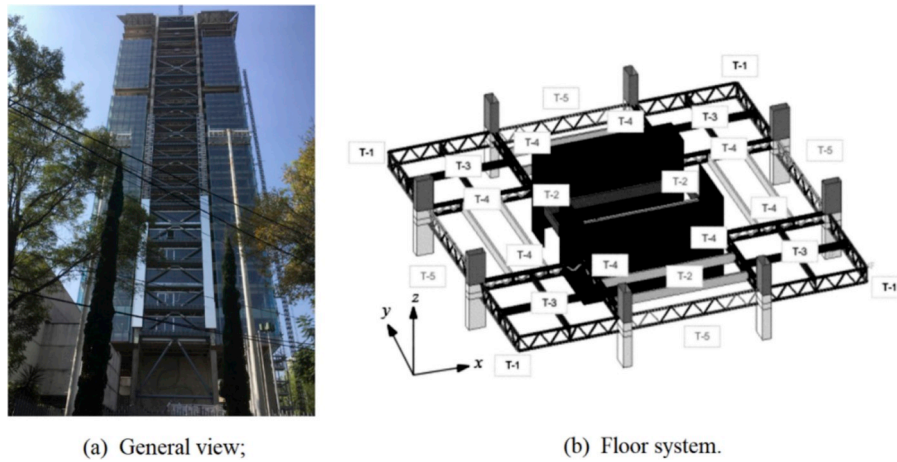 T-5
T-1
T-4
T-3
T-1
T-4
T-4
T-5
T-3
T-4
T-2
T-2
T-4
T-4
T-4
T-5
T-4
T-2
T-3
T-3
T-1
T-5
T-1
z
y
x
(a) General view;
(b) Floor system.